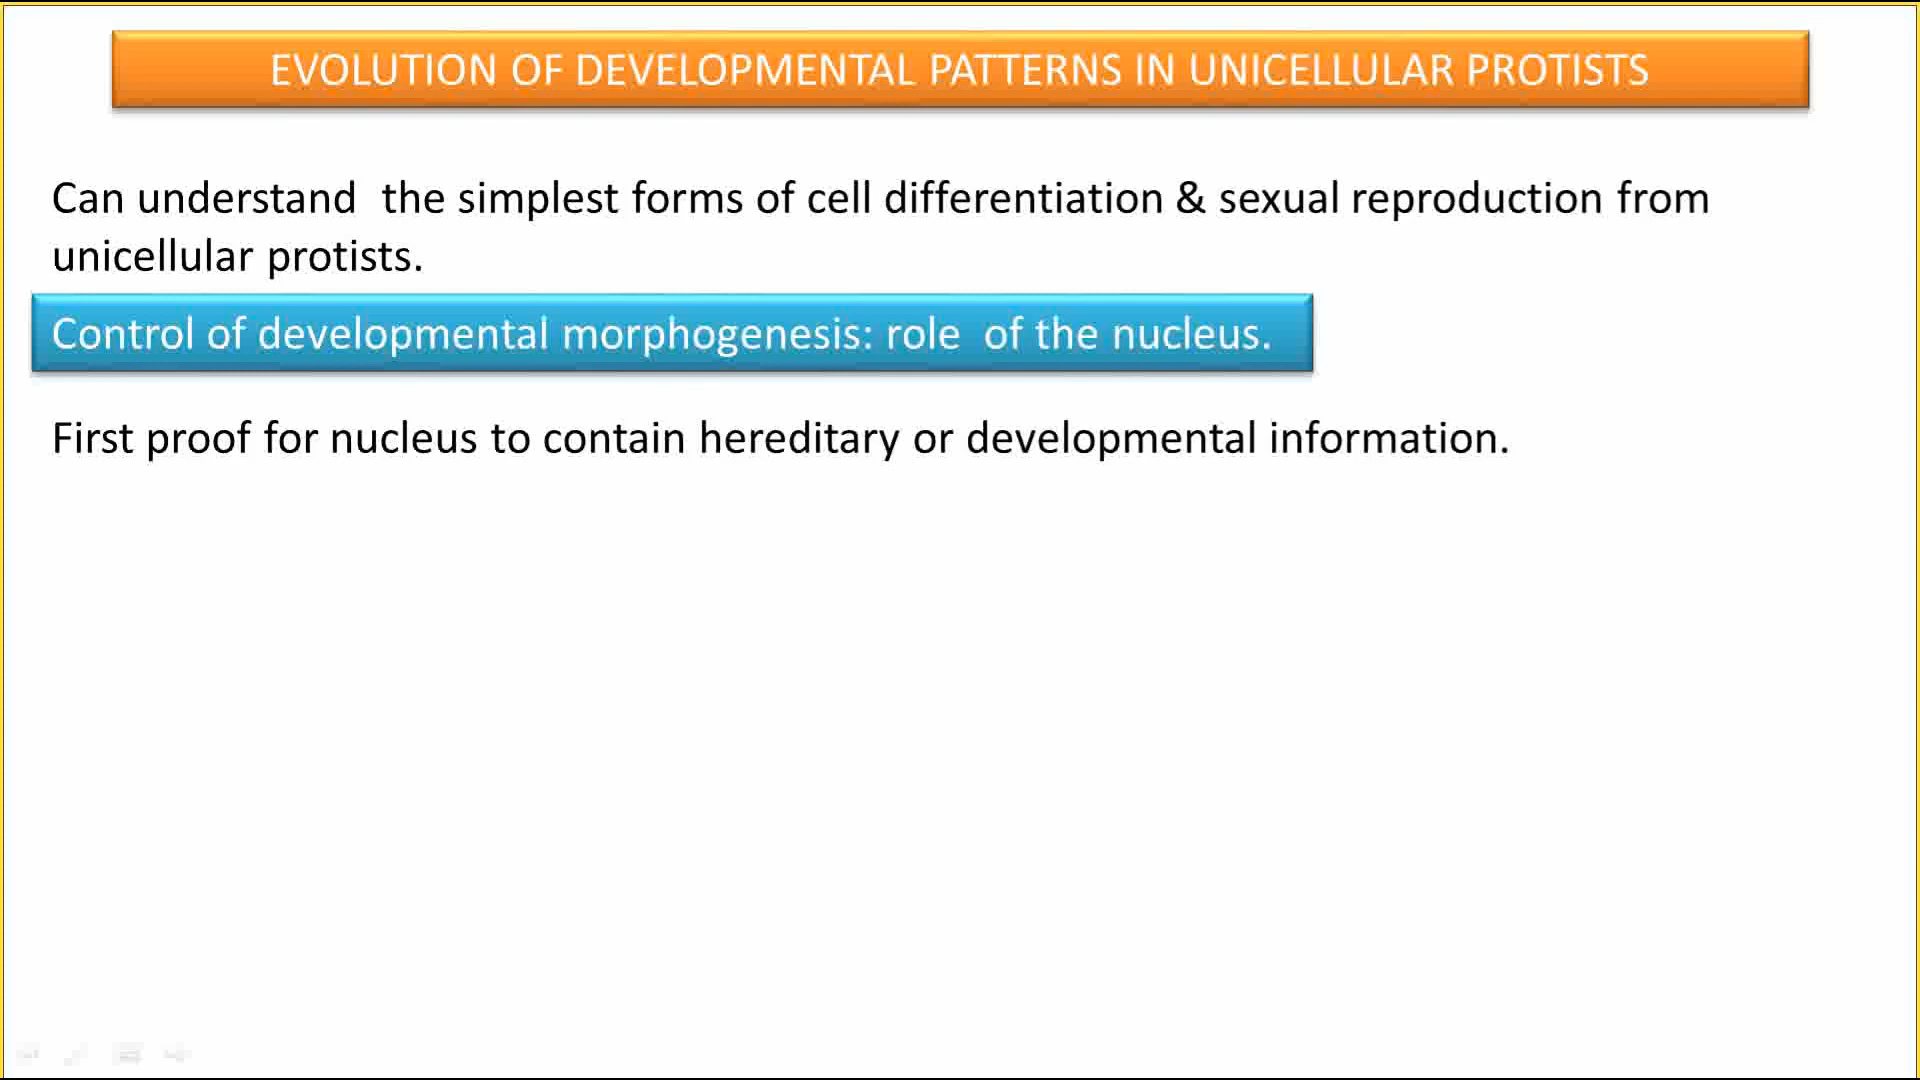 EVOLUTION OF DEVELOPMENTAL PATTERNS IN UNICELLULAR PROTISTS
Can understand  the simplest forms of cell differentiation & sexual reproduction from
unicellular protists.
Control of developmental morphogenesis: role  of the nucleus.
First proof for nucleus to contain hereditary or developmental information.